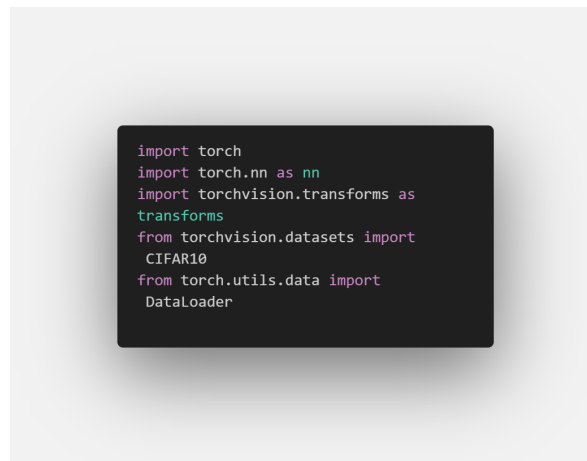 import torch
import torch.nn as nn
import torchvision.transforms as
transforms
from torchvision.datasets import
 CIFAR10
from torch.utils.data import
 DataLoader